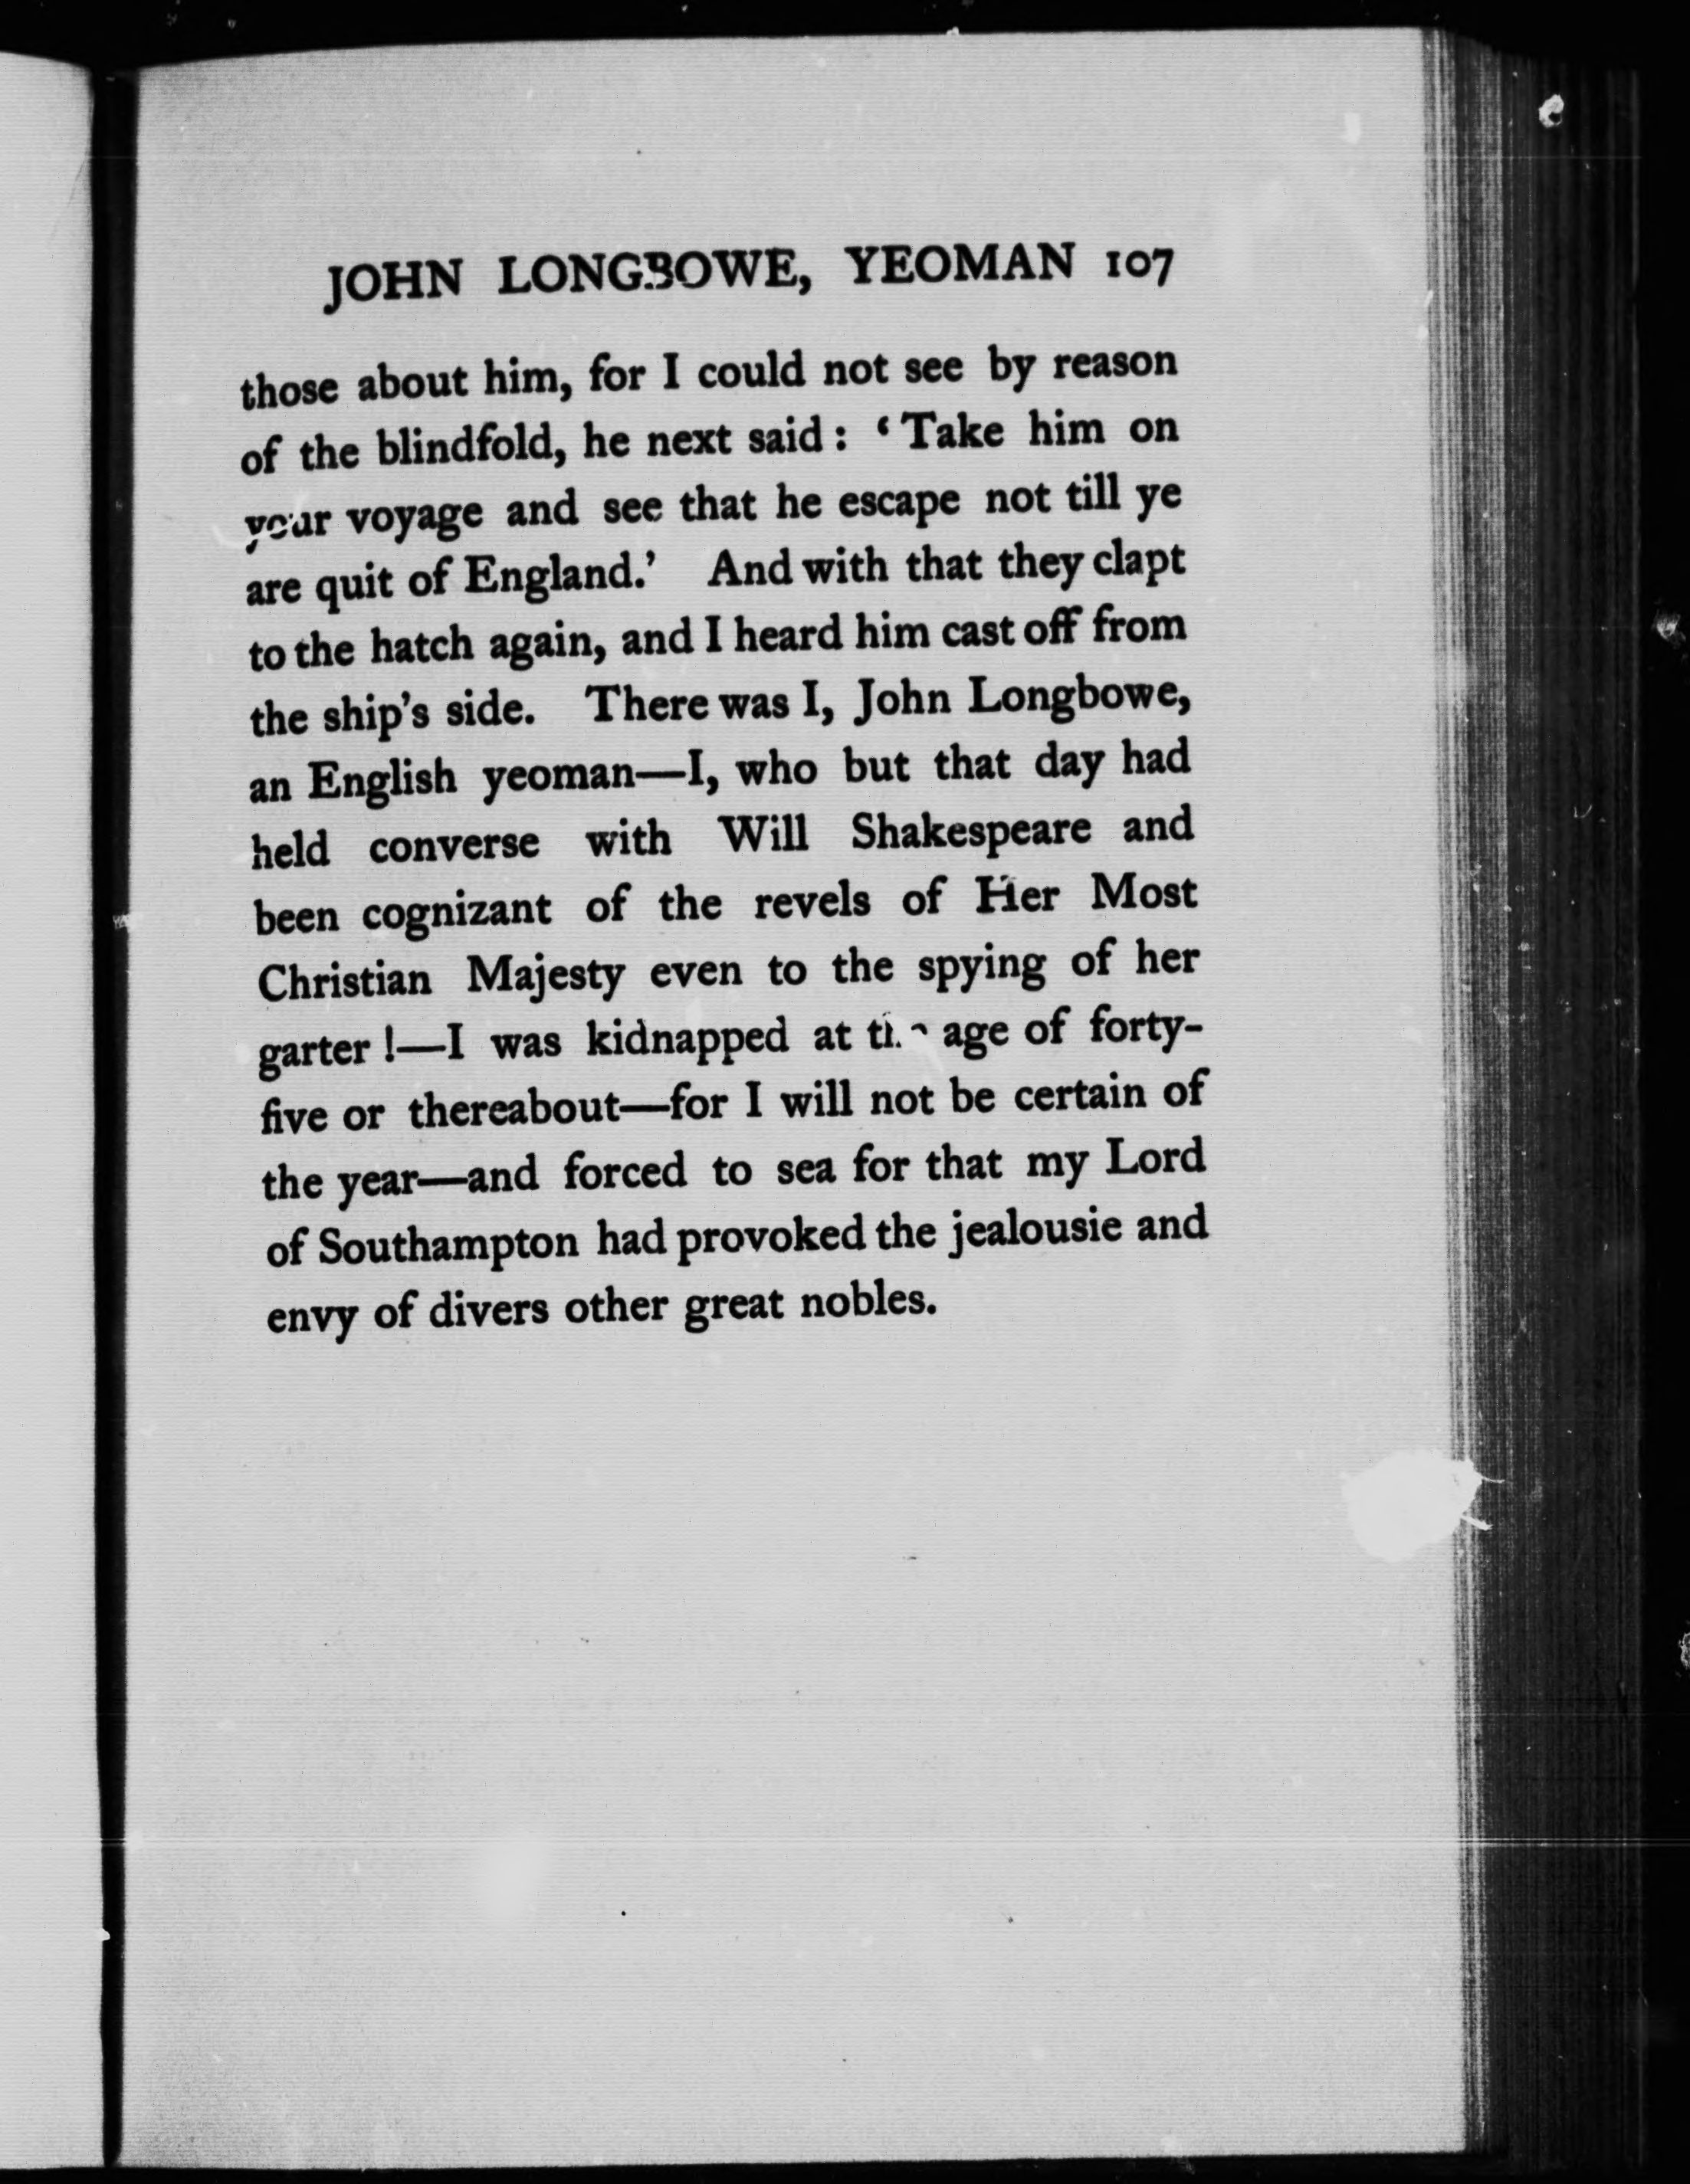 JOHN LONGBOWE, YEOMAN 107
those about him, for I could not see by reason
of the blindfold, he next said : ‘ Take him on
your voyage and see that he escape not till ye
are quit of England.’ And with that they clapt
to the hatch again, and I heard him cast off from
the ship’s side. There was I, John Longbowe,
an English yeoman—I, who but that day had
held converse with Will Shakespeare and
been cognizant of the revels of Her Most
Christian Majesty even to the spying of her
garter !—I was kidnapped at the age of forty-
five or thereabout—for I will not be certain of
the year—and forced to sea for that my Lord
of Southampton had provoked the jealousie and
envy of divers other great nobles.